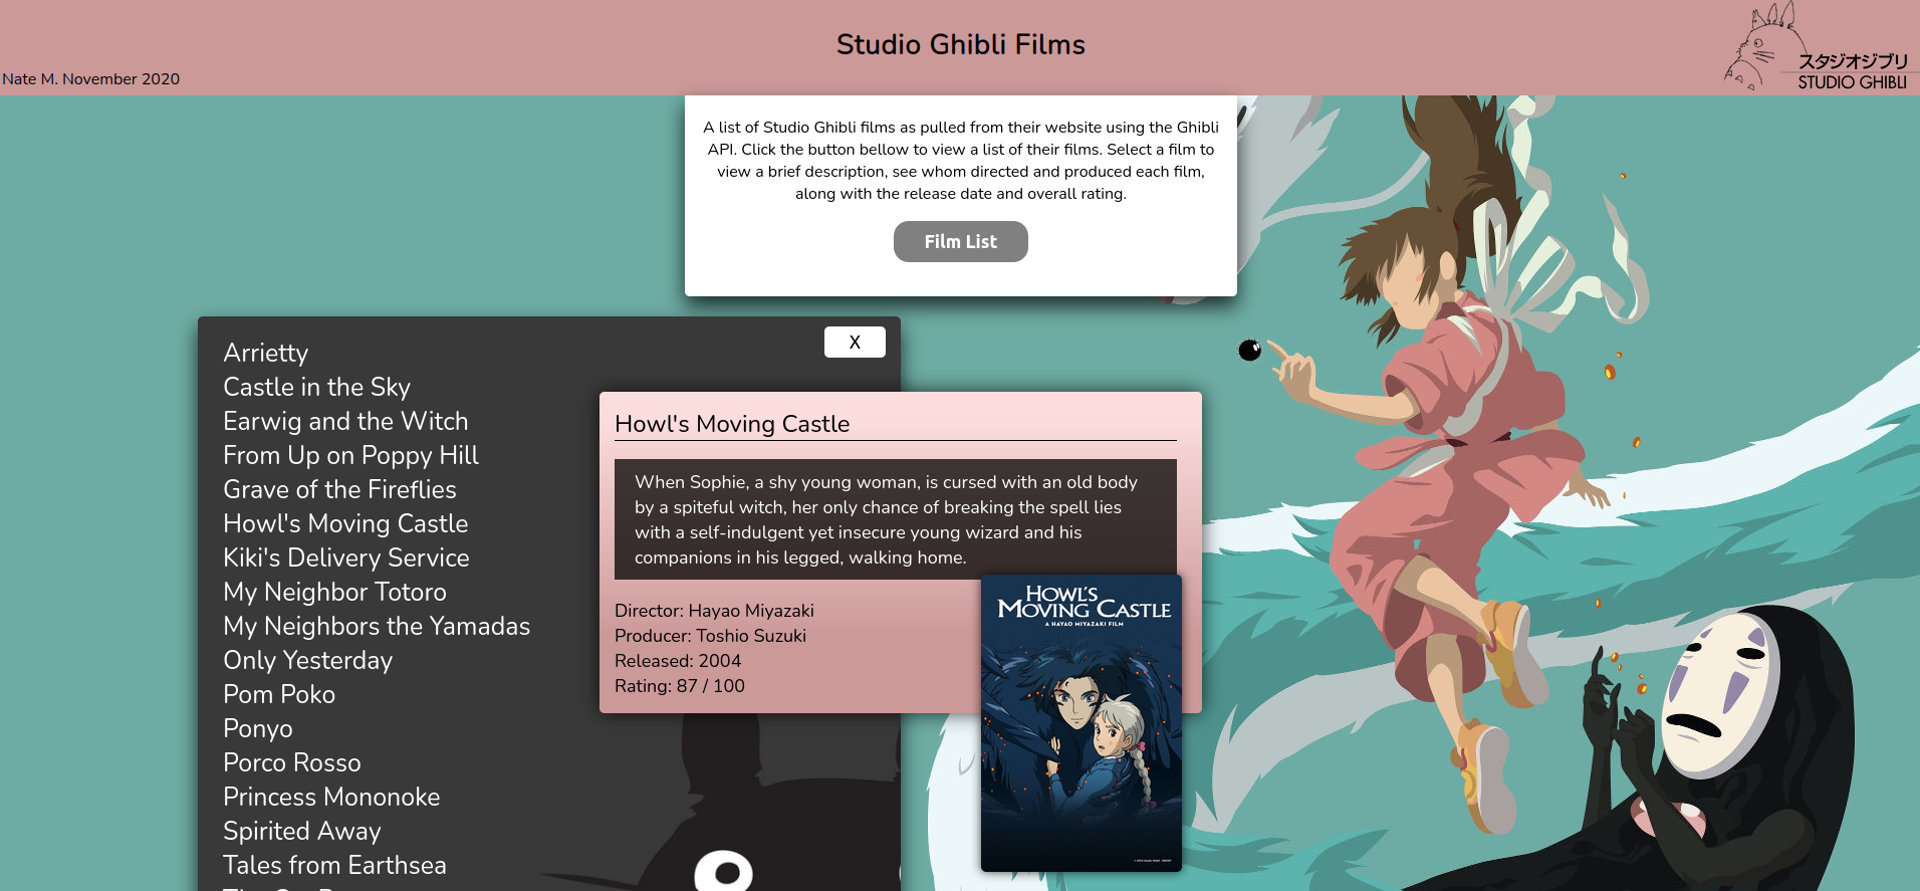 Studio Ghibli Films
Nate M. November 2020
スタジオジブリ
STUDIO GHIBLI
A list of Studio Ghibli films as pulled from their website using the Ghibli
API. Click the button bellow to view a list of their films. Select a film to
view a brief description, see whom directed and produced each film,
along with the release date and overall rating.
Film List
X
Arrietty
Castle in the Sky
Earwig and the Witch
From Up on Poppy Hill
Grave of the Fireflies
Howl's Moving Castle
Kiki's Delivery Service
My Neighbor Totoro
My Neighbors the Yamadas
Only Yesterday
Pom Poko
Ponyo
Porco Rosso
Princess Mononoke
Spirited Away
Tales from Earthsea
Howl's Moving Castle
When Sophie, a shy young woman, is cursed with an old body
by a spiteful witch, her only chance of breaking the spell lies
with a self-indulgent yet insecure young wizard and his
companions in his legged, walking home.
Director: Hayao Miyazaki
Producer: Toshio Suzuki
Released: 2004
Rating: 87 / 100
HOWL'S
MOVING CASTLE
A HAYAO MIYAZAKI FILM